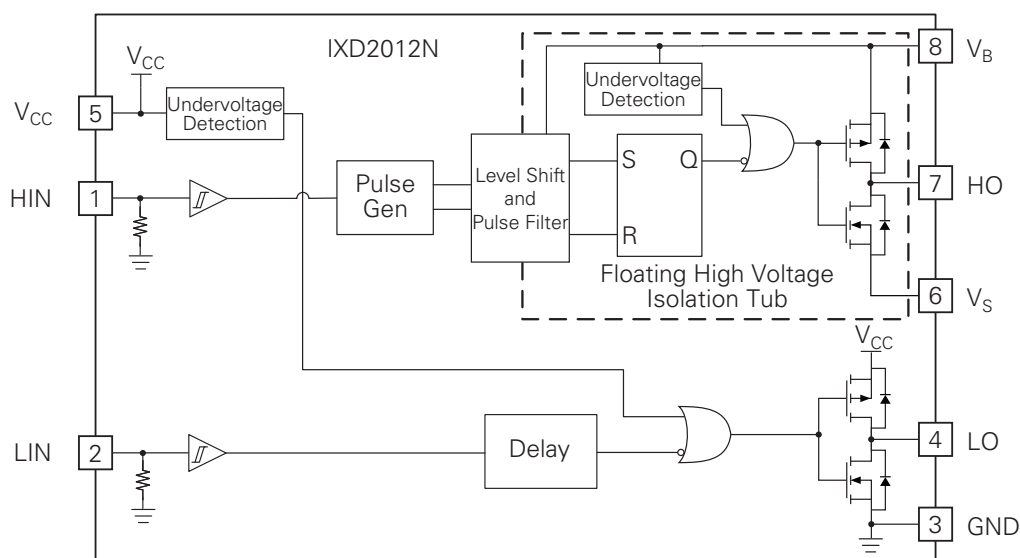 IXD2012N
8 V_B
V_CC
5 V_CC
Undervoltage
Detection
Undervoltage
Detection
HIN 1
Pulse
Gen
Level Shift
and
Pulse Filter
S Q
R
7 HO
Floating High Voltage
Isolation Tub
6 V_S
V_CC
LIN 2
Delay
4 LO
3 GND